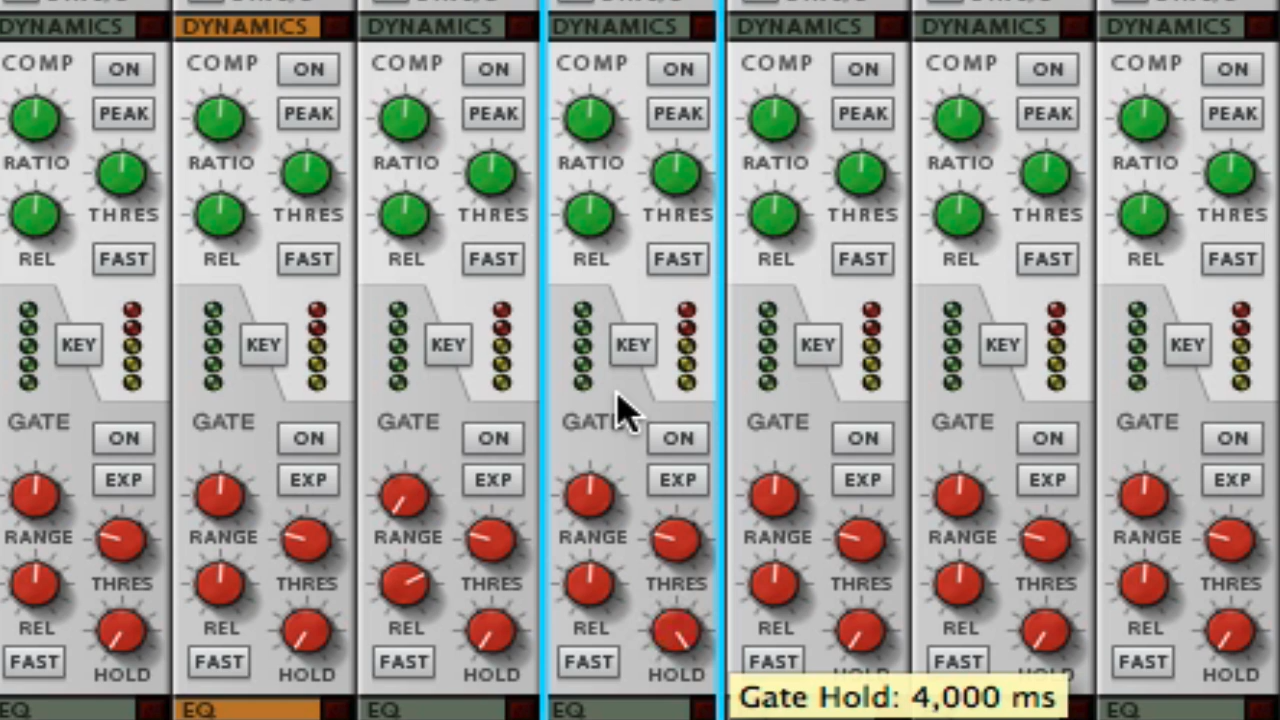 DYNAMICS DYNAMICS DYNAMICS DYNAMICS DYNAMICS DYNAMICS DYNAMICS
COMP ON COMP ON COMP ON COMP ON COMP ON COMP ON COMP ON
PEAK PEAK PEAK PEAK PEAK PEAK PEAK
RATIO RATIO RATIO RATIO RATIO RATIO RATIO
THRES THRES THRES THRES THRES THRES THRES
REL FAST REL FAST REL FAST REL FAST REL FAST REL FAST REL FAST
KEY KEY KEY KEY KEY KEY KEY
GATE GATE GATE GATE GATE GATE GATE
ON ON ON ON ON ON ON
EXP EXP EXP EXP EXP EXP EXP
RANGE RANGE RANGE RANGE RANGE RANGE RANGE
THRES THRES THRES THRES THRES THRES THRES
REL REL REL REL REL REL REL
FAST FAST FAST FAST FAST FAST FAST
HOLD HOLD HOLD HOLD HOLD HOLD HOLD
Gate Hold: 4,000 ms
EQ EQ EQ EQ